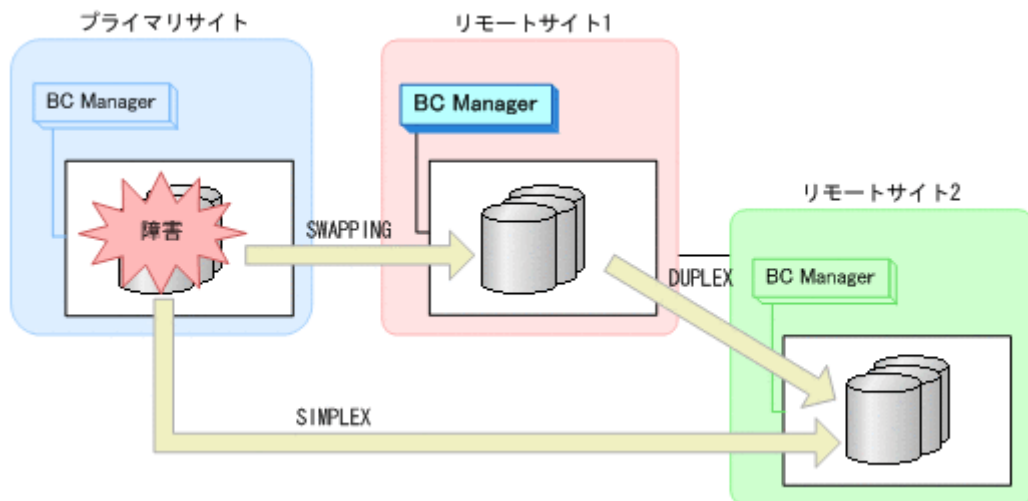 プライマリサイト
リモートサイト1
BC Manager
BC Manager
障害
SWAPPING
リモートサイト2
DUPLEX
BC Manager
SIMPLEX